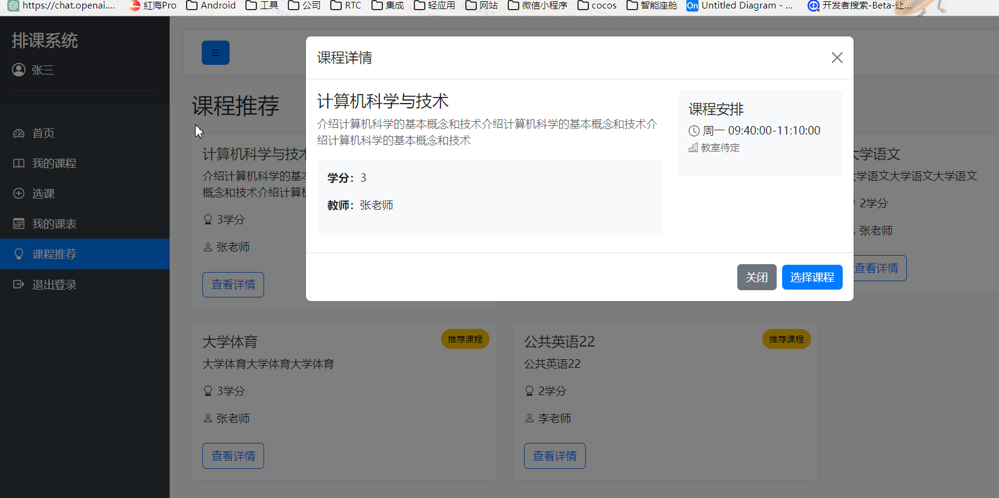 https://chat.openai.... 紅海Pro Android 工具 公司 RTC 集成 轻应用 网站 微信小程序 cocos 智能座舱 On Untitled Diagram - ... 开发者搜索-Beta-让...
排课系统
张三
首页
我的课程
选课
我的课表
课程推荐
退出登录
课程推荐
计算机科学与技术
介绍计算机科学的基本
概念和技术介绍计算机
3学分
张老师
查看详情
课程详情
计算机科学与技术
介绍计算机科学的基本概念和技术介绍计算机科学的基本概念和技术介
绍计算机科学的基本概念和技术
学分：3
教师：张老师
课程安排
周一 09:40:00-11:10:00
教室待定
关闭
选择课程
大学语文
大学语文大学语文大学语文
2学分
张老师
查看详情
大学体育
推荐课程
大学体育大学体育大学体育
3学分
张老师
查看详情
公共英语22
推荐课程
公共英语22
2学分
李老师
查看详情